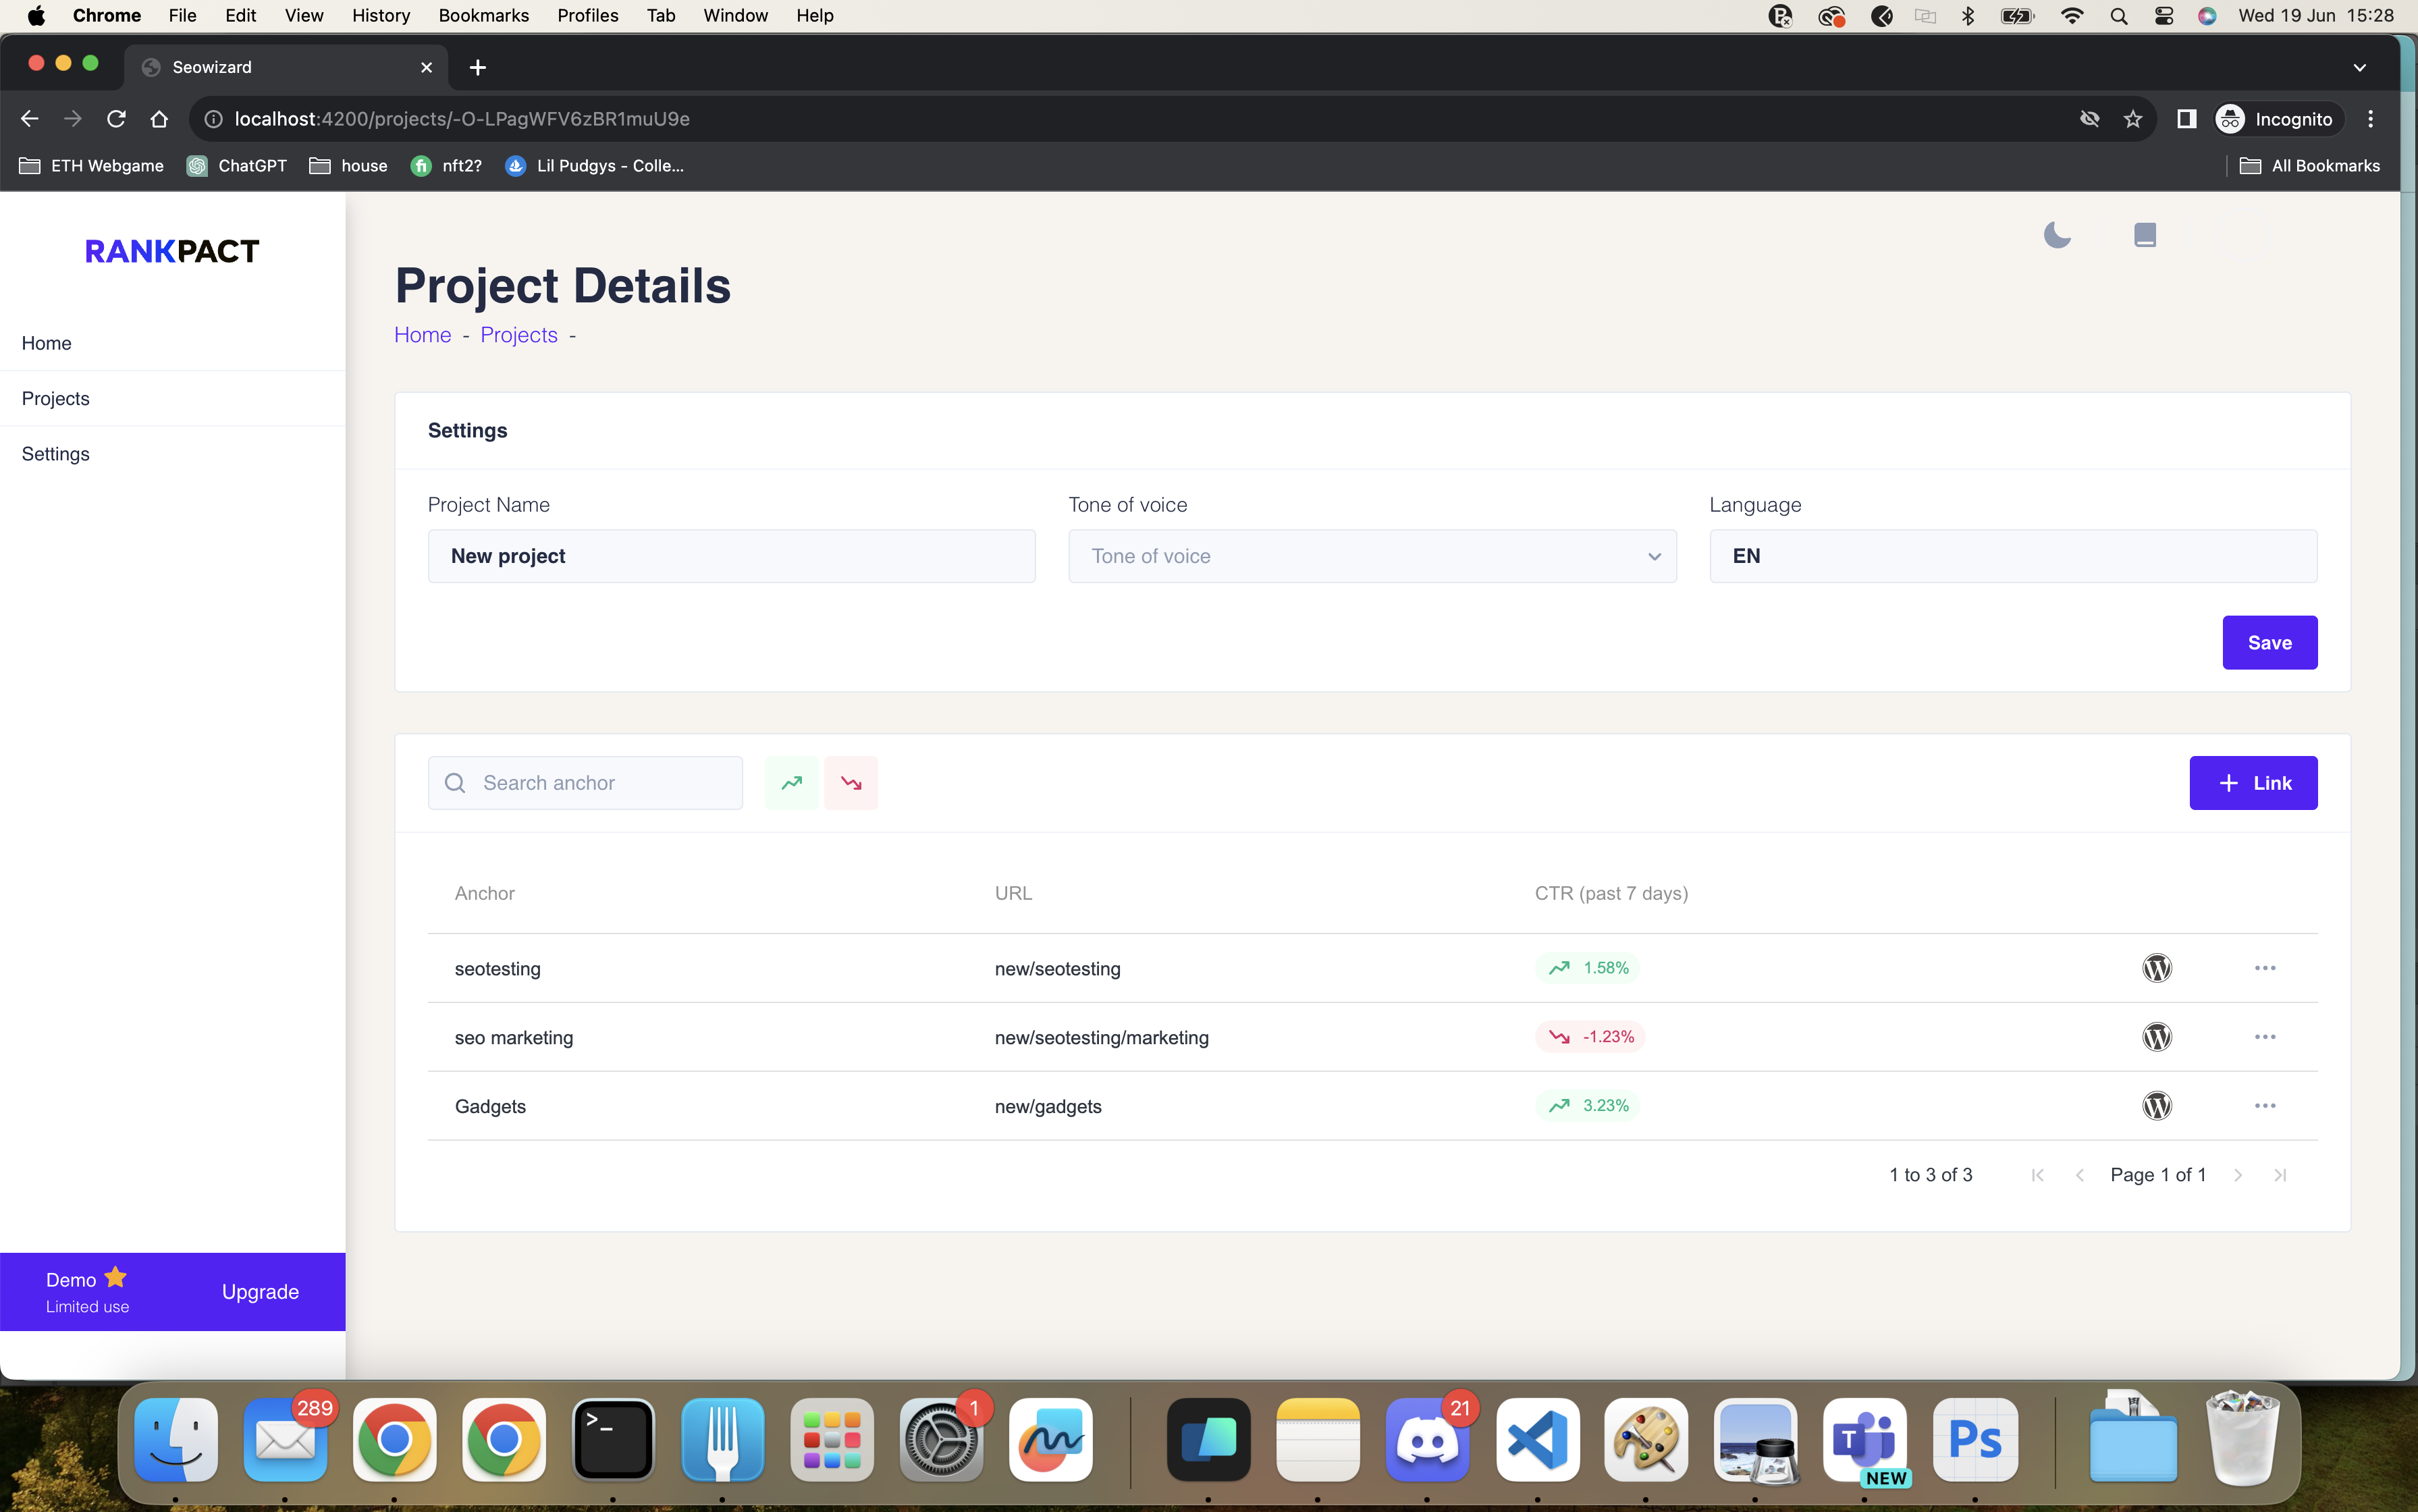 Chrome File Edit View History Bookmarks Profiles Tab Window Help Wed 19 Jun 15:28
Seowizard
localhost:4200/projects/-O-LPagWFV6zBR1muU9e Incognito
ETH Webgame ChatGPT house nft2? Lil Pudgys - Colle... All Bookmarks
RANKPACT
Home
Projects
Settings
Demo
Limited use
Upgrade
Project Details
Home - Projects -
Settings
Project Name Tone of voice Language
New project Tone of voice EN
Save
Search anchor + Link
Anchor URL CTR (past 7 days)
seotesting new/seotesting 1.58%
seo marketing new/seotesting/marketing -1.23%
Gadgets new/gadgets 3.23%
1 to 3 of 3 Page 1 of 1
289 1 21
>_ T Ps
NEW